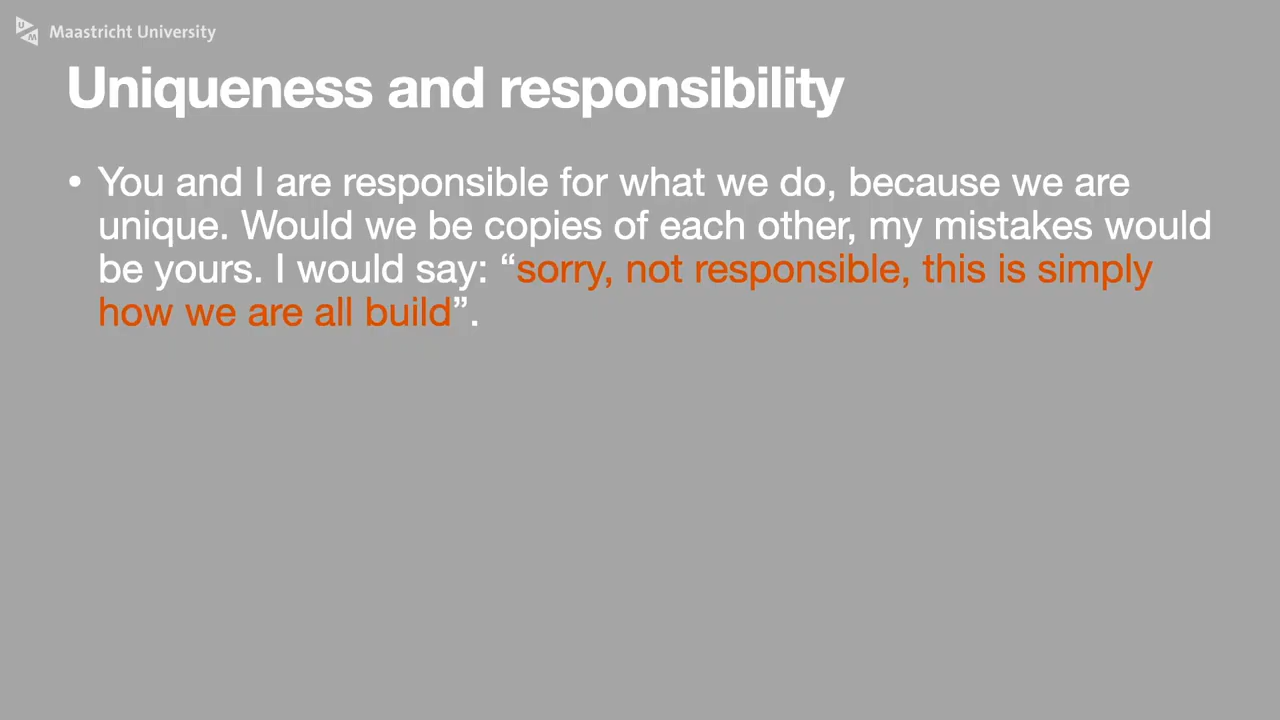 Maastricht University
Uniqueness and responsibility
• You and I are responsible for what we do, because we are
unique. Would we be copies of each other, my mistakes would
be yours. I would say: “sorry, not responsible, this is simply
how we are all build”.